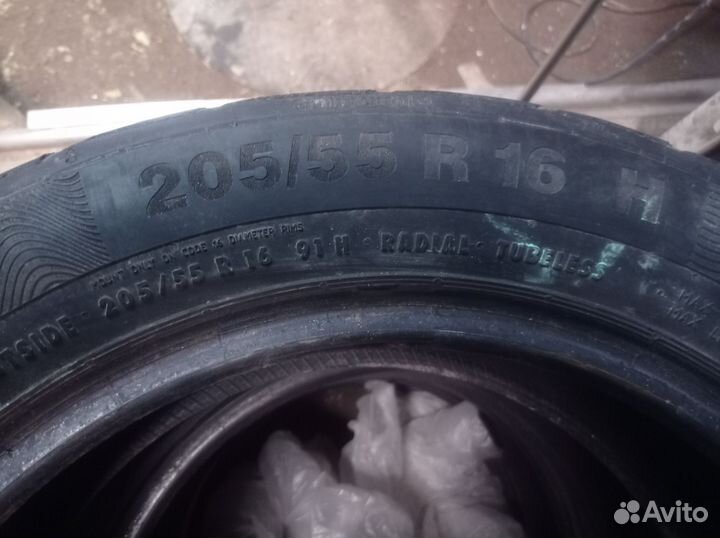 205/55 R 16 H
MOUNT ONLY ON CODE 16 DIAMETER RIMS
205/55 R 16 91 H · RADIAL · TUBELESS
Avito